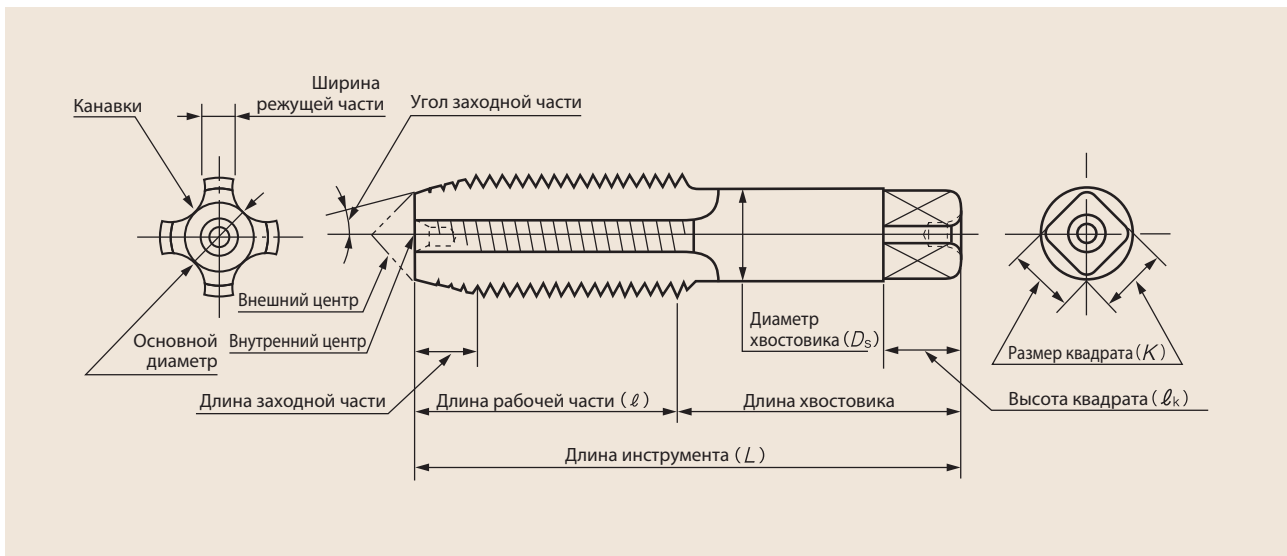 Ширина
режущей части
Канавки
Угол заходной части
Внешний центр
Внутренний центр
Основной
диаметр
Диаметр
хвостовика (Ds)
Размер квадрата (K)
Длина заходной части
Длина рабочей части (ℓ)
Длина хвостовика
Высота квадрата (ℓk)
Длина инструмента (L)